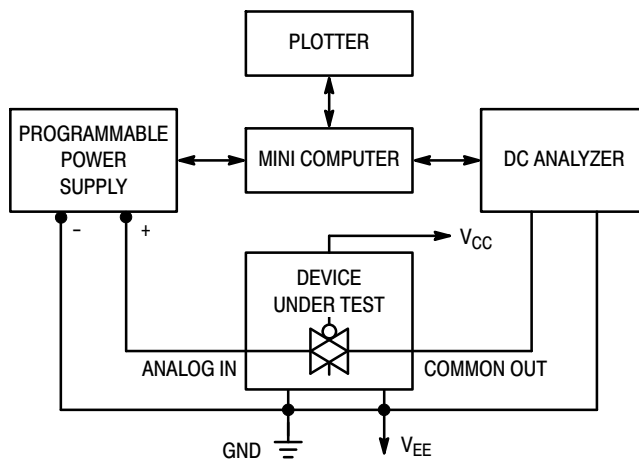 PLOTTER
PROGRAMMABLE
POWER
SUPPLY
MINI COMPUTER
DC ANALYZER
–
+
VCC
DEVICE
UNDER TEST
ANALOG IN
COMMON OUT
GND
VEE